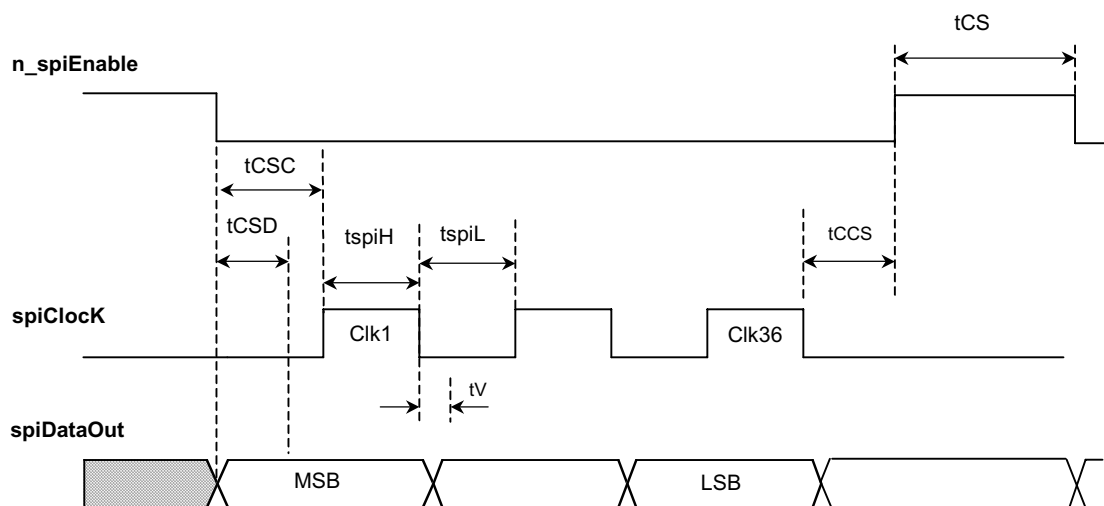 tCS
n_spiEnable
tCSC
tCSD
tspiH
tspiL
tCCS
spiClocK
Clk1
Clk36
tV
spiDataOut
MSB
LSB